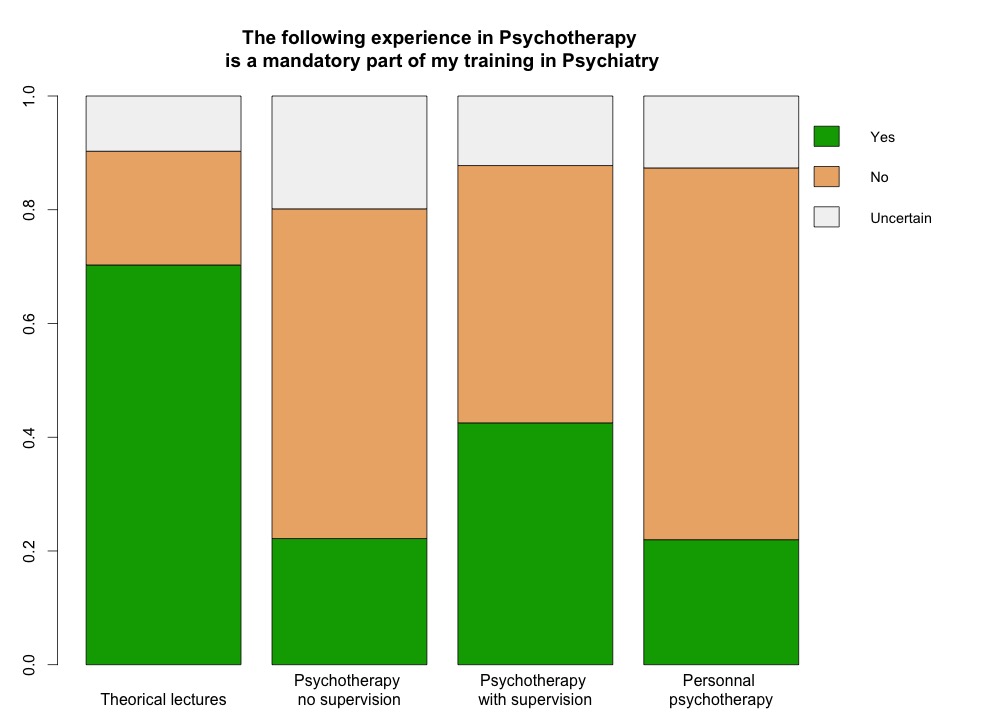 The following experience in Psychotherapy
is a mandatory part of my training in Psychiatry
1.0
0.8
0.6
0.4
0.2
0.0
Yes
No
Uncertain
Theorical lectures
Psychotherapy
no supervision
Psychotherapy
with supervision
Personnal
psychotherapy